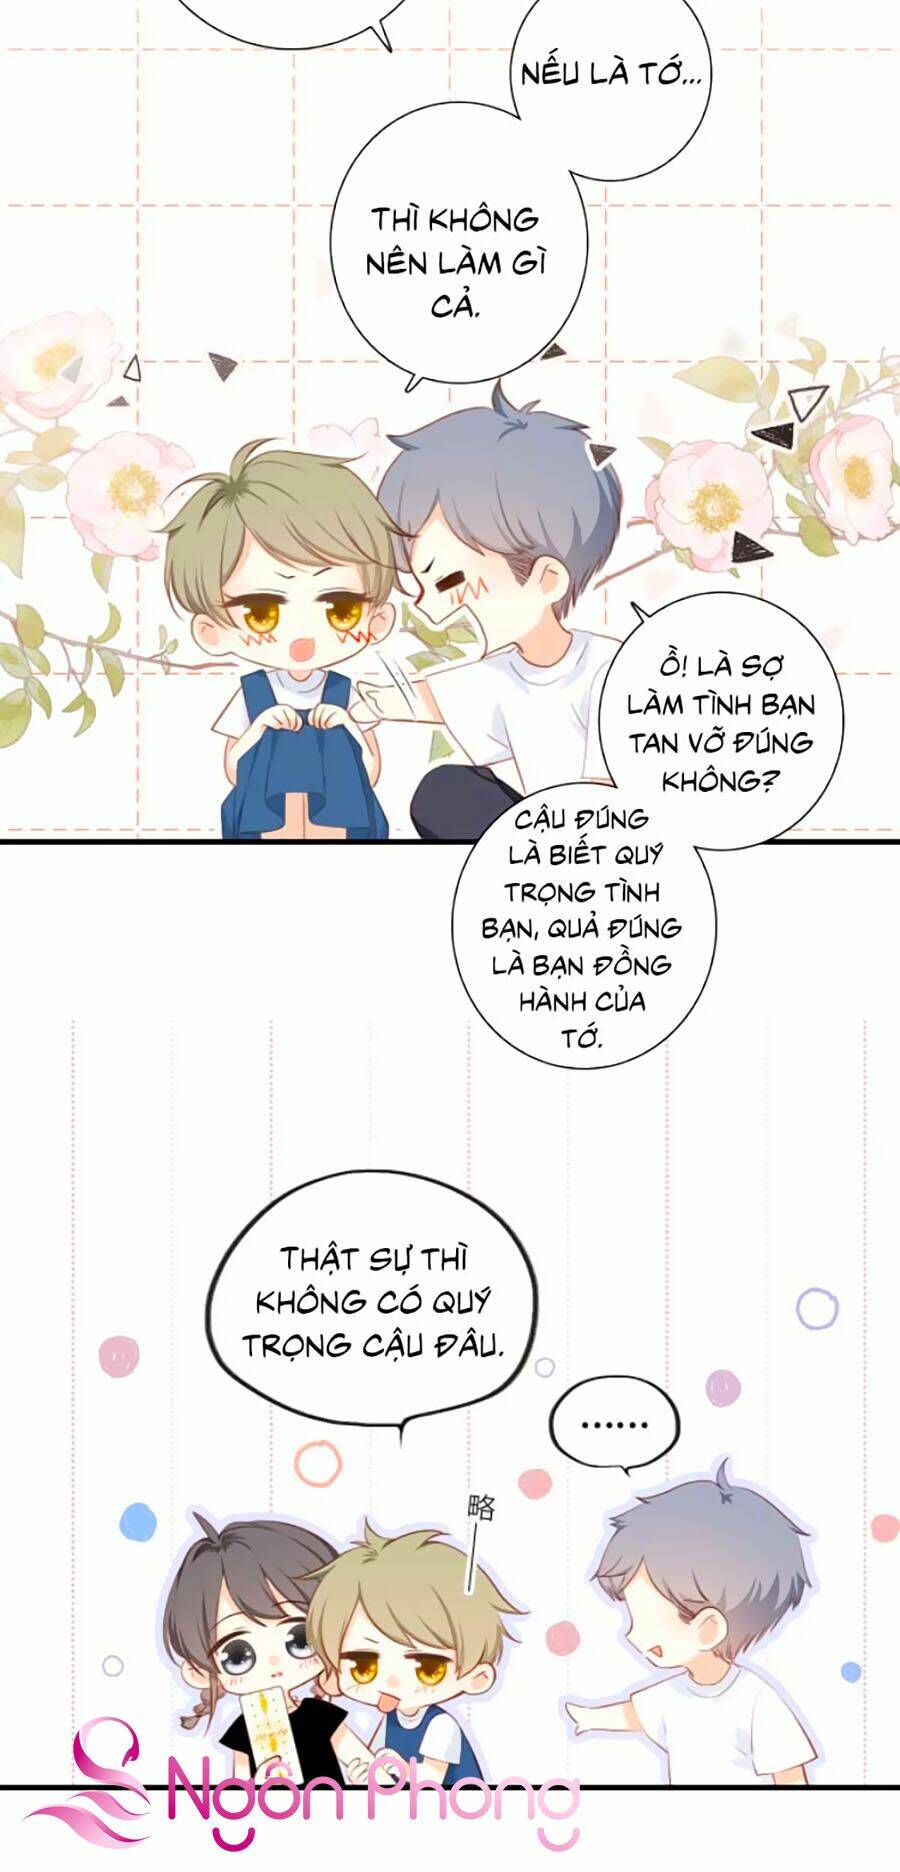 NẾU LÀ TỚ...
THÌ KHÔNG
NÊN LÀM GÌ
CẢ.
Ồ! LÀ SỢ
LÀM TÌNH BẠN
TAN VỠ ĐÚNG
KHÔNG?
CẬU ĐÚNG
LÀ BIẾT QUÝ
TRỌNG TÌNH
BẠN, QUẢ ĐÚNG
LÀ BẠN ĐỒNG
HÀNH CỦA
TỚ.
THẬT SỰ THÌ
KHÔNG CÓ QUÝ
TRỌNG CẬU ĐÂU.
......
略
Ngôn Phong